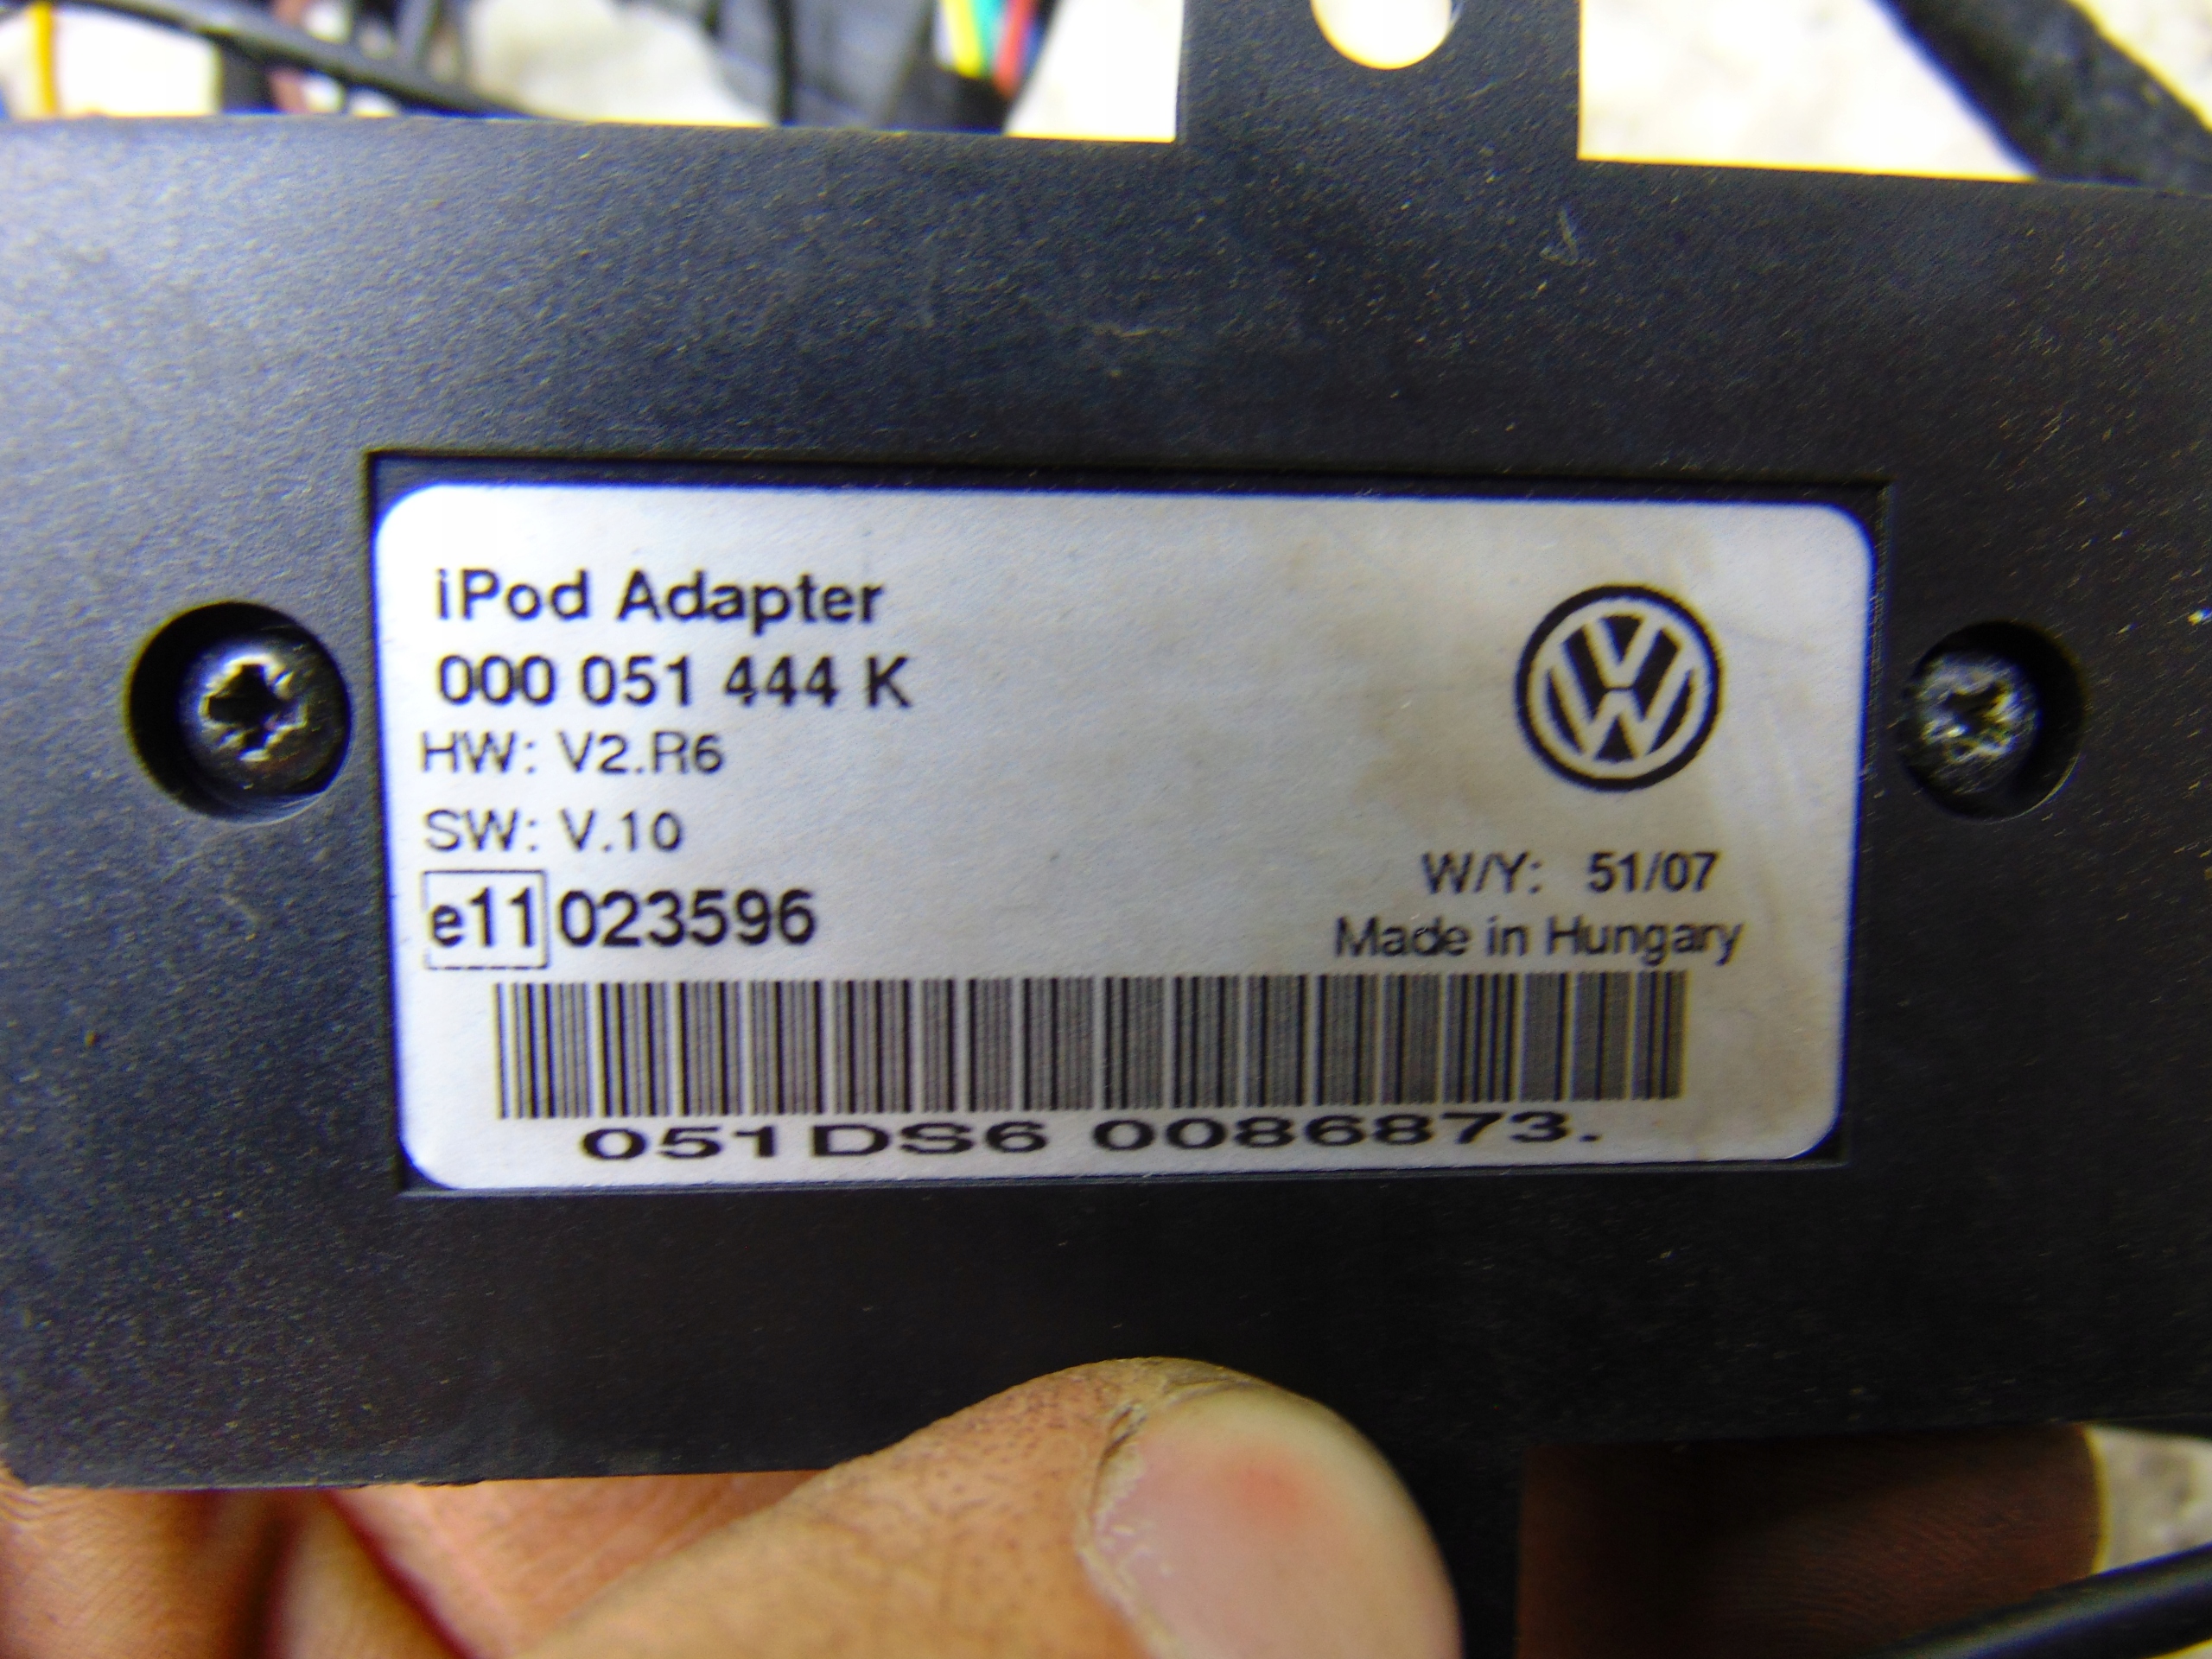 iPod Adapter
000 051 444 K
HW: V2.R6
SW: V.10
e11 023596
W/Y: 51/07
Made in Hungary
051DS6 0086873.